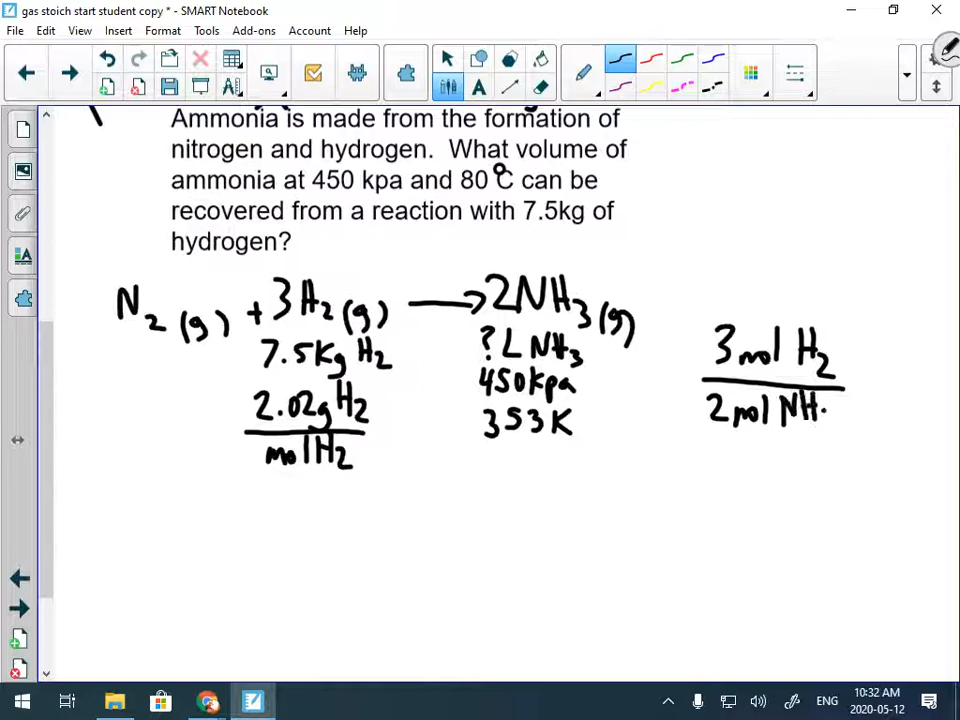 gas stoich start student copy * - SMART Notebook
File Edit View Insert Format Tools Add-ons Account Help
Ammonia is made from the formation of
nitrogen and hydrogen. What volume of
ammonia at 450 kpa and 80 °C can be
recovered from a reaction with 7.5kg of
hydrogen?
N2 (g) + 3H2 (g) → 2NH3 (g)
7.5Kg H2
2.02g H2
mol H2
? L NH3
450kpa
353K
3 mol H2
2 mol NH
ENG
10:32 AM
2020-05-12